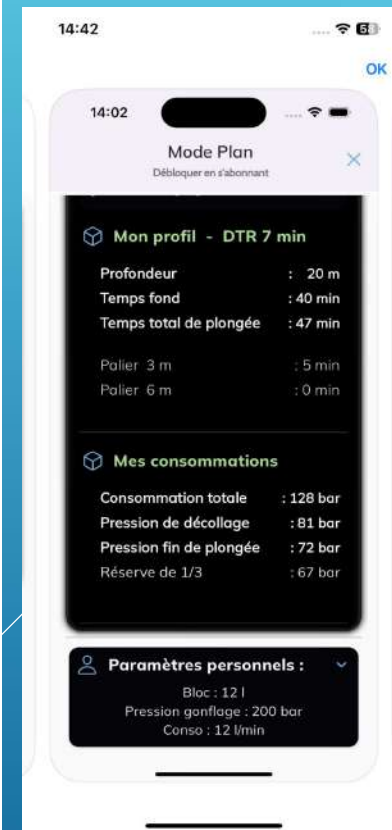 14:42
58
OK
14:02
Mode Plan
Débloquer en s'abonnant
Mon profil - DTR 7 min
Profondeur : 20 m
Temps fond : 40 min
Temps total de plongée : 47 min
Palier 3 m : 5 min
Palier 6 m : 0 min
Mes consommations
Consommation totale : 128 bar
Pression de décollage : 81 bar
Pression fin de plongée : 72 bar
Réserve de 1/3 : 67 bar
Paramètres personnels :
Bloc : 12 l
Pression gonflage : 200 bar
Conso : 12 l/min